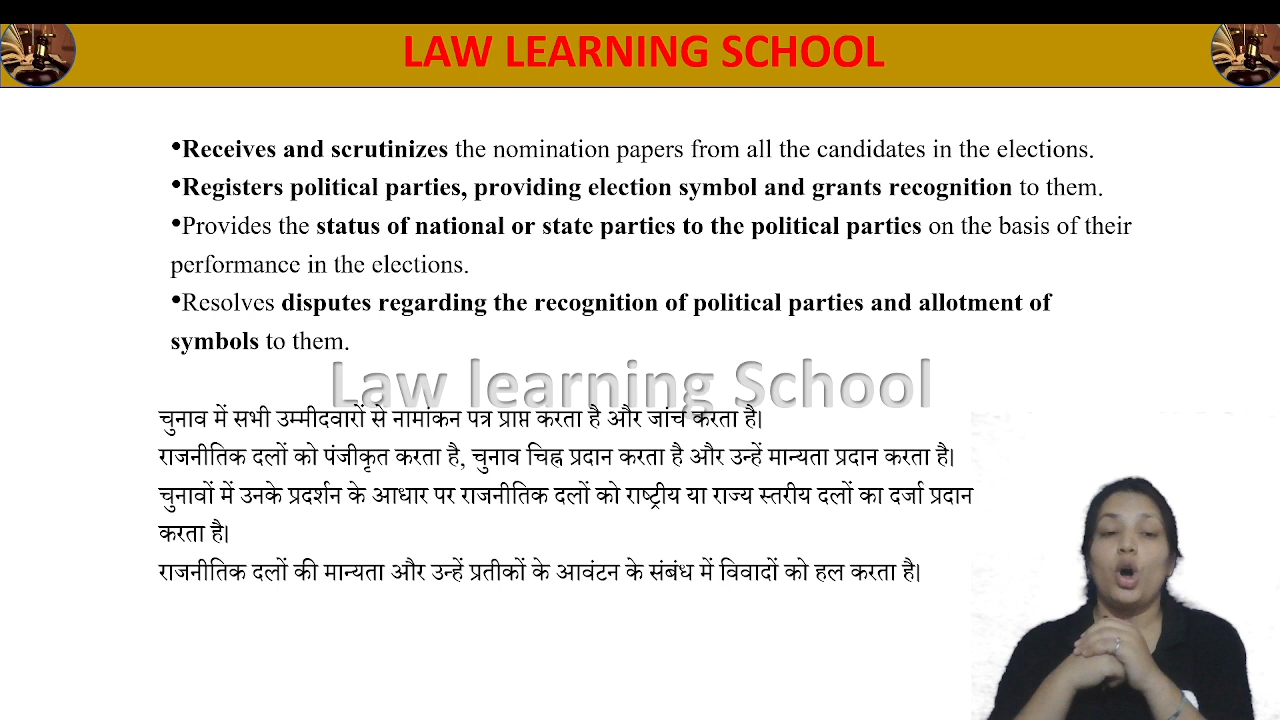 LAW LEARNING SCHOOL
•Receives and scrutinizes the nomination papers from all the candidates in the elections.
•Registers political parties, providing election symbol and grants recognition to them.
•Provides the status of national or state parties to the political parties on the basis of their
performance in the elections.
•Resolves disputes regarding the recognition of political parties and allotment of
symbols to them.
Law learning School
चुनाव में सभी उम्मीदवारों से नामांकन पत्र प्राप्त करता है और जांच करता है।
राजनीतिक दलों को पंजीकृत करता है, चुनाव चिह्न प्रदान करता है और उन्हें मान्यता प्रदान करता है।
चुनावों में उनके प्रदर्शन के आधार पर राजनीतिक दलों को राष्ट्रीय या राज्य स्तरीय दलों का दर्जा प्रदान
करता है।
राजनीतिक दलों की मान्यता और उन्हें प्रतीकों के आवंटन के संबंध में विवादों को हल करता है।